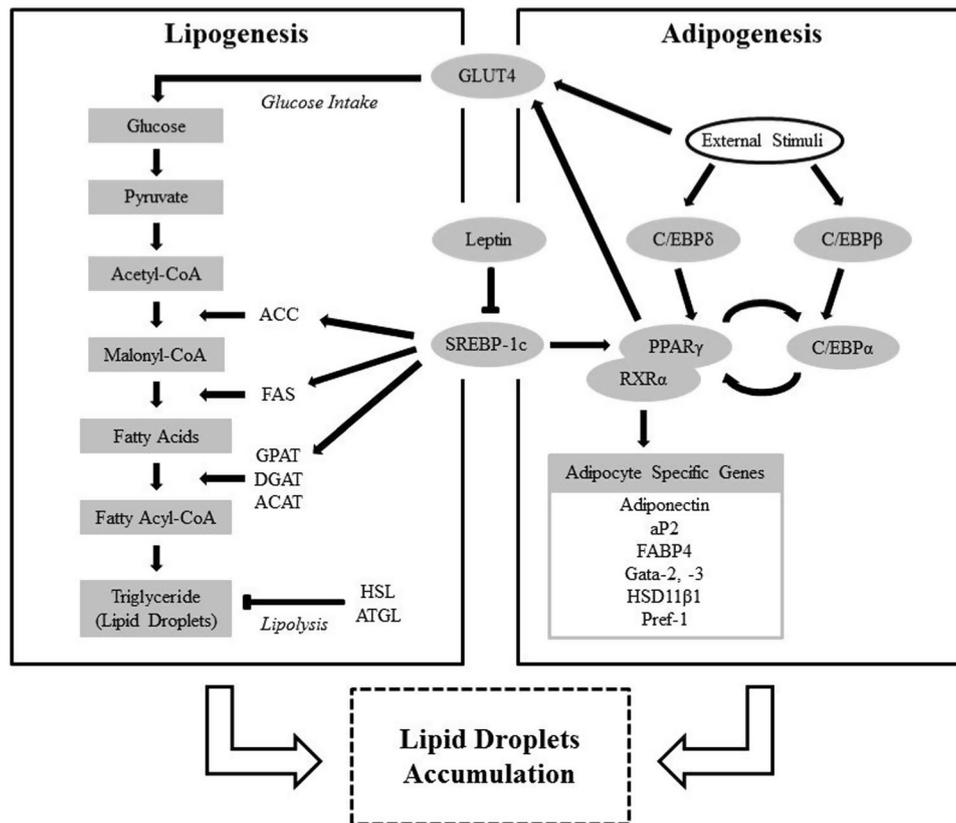 Lipogenesis
GLUT4
Glucose Intake
Glucose
Pyruvate
Leptin
Acetyl-CoA
ACC
SREBP-1c
Malonyl-CoA
FAS
Fatty Acids
GPAT
DGAT
ACAT
Fatty Acyl-CoA
Triglyceride
(Lipid Droplets)
HSL
ATGL
Lipolysis
Adipogenesis
External Stimuli
C/EBPδ
C/EBPβ
PPARγ
C/EBPα
RXRα
Adipocyte Specific Genes
Adiponectin
aP2
FABP4
Gata-2, -3
HSD11β1
Pref-1
Lipid Droplets
Accumulation